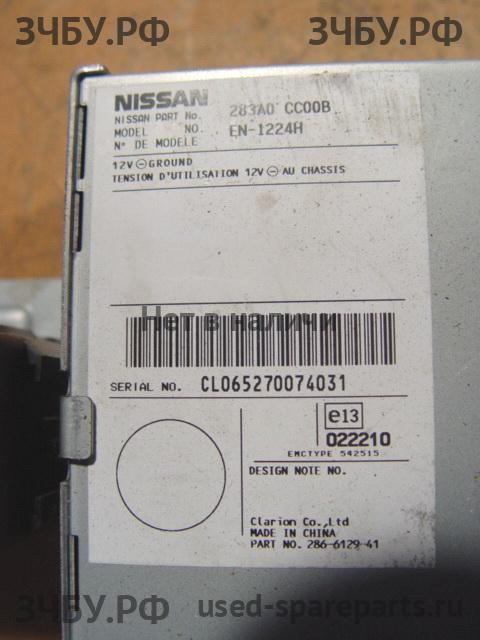 ЗЧБУ.РФ ЗЧБУ.РФ
NISSAN
NISSAN PART No. 283A0 CC00B
MODEL NO. EN-1224H
N° DE MODELE
12V ⊖ GROUND
TENSION D'UTILISATION 12V ⊖ AU CHASSIS
Нет в наличии
SERIAL NO. CL065270074031
e13
022210
EMCTYPE 542515
DESIGN NOTE NO.
Clarion Co.,Ltd
MADE IN CHINA
PART NO. 286-6129-41
ЗЧБУ.РФ used-spareparts.ru